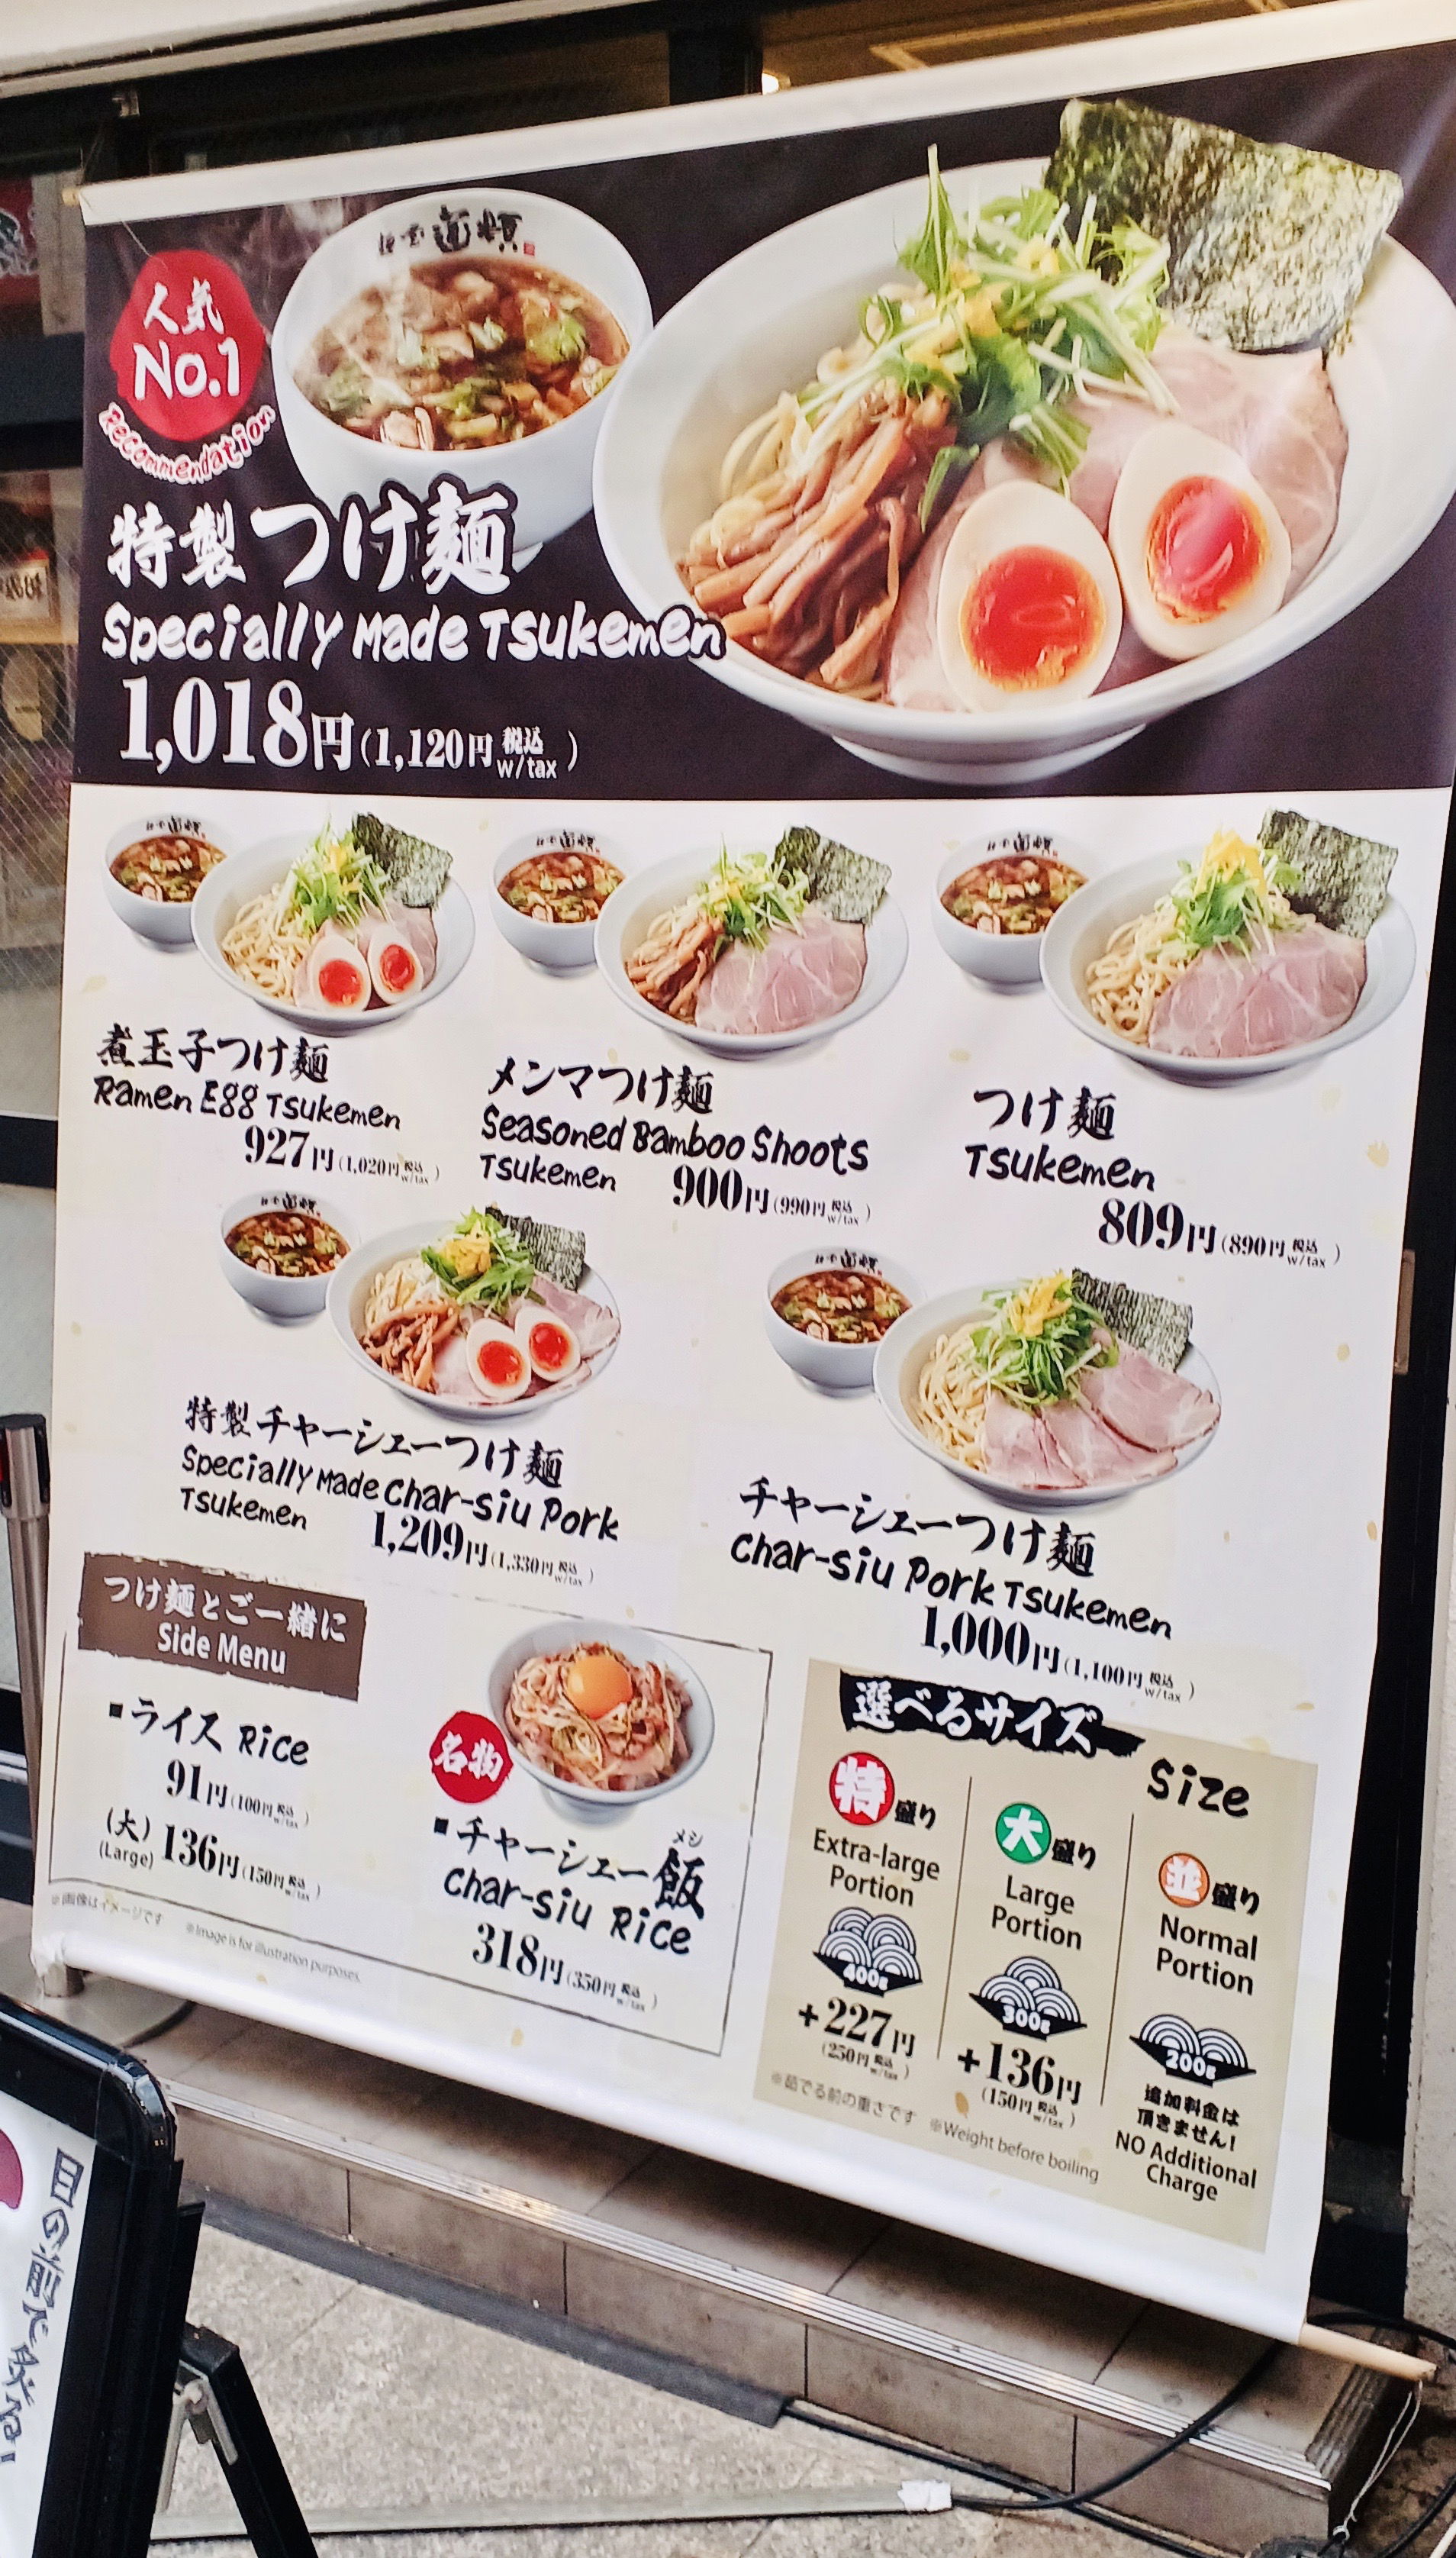 人気
No.1
Recommendation
特製つけ麺
Specially Made Tsukemen
1,018円(1,120円税込 w/tax)
煮玉子つけ麺
Ramen Egg Tsukemen
927円(1,020円税込 w/tax)
メンマつけ麺
Seasoned Bamboo Shoots
Tsukemen 900円(990円税込 w/tax)
つけ麺
Tsukemen
809円(890円税込 w/tax)
特製チャーシューつけ麺
Specially Made Char-siu Pork
Tsukemen 1,209円(1,330円税込 w/tax)
チャーシューつけ麺
Char-siu Pork Tsukemen
1,000円(1,100円税込 w/tax)
つけ麺とご一緒に
Side Menu
■ライス Rice
91円(100円税込 w/tax)
(大) (Large) 136円(150円税込 w/tax)
名物
■チャーシュー飯
メシ
Char-siu Rice
318円(350円税込 w/tax)
※画像はイメージです ※Image is for illustration purposes.
選べるサイズ
Size
特盛り
Extra-large
Portion
400g
+227円
(250円税込 w/tax)
大盛り
Large
Portion
300g
+136円
(150円税込 w/tax)
並盛り
Normal
Portion
200g
追加料金は
頂きません!
NO Additional
Charge
※茹でる前の重さです ※Weight before boiling